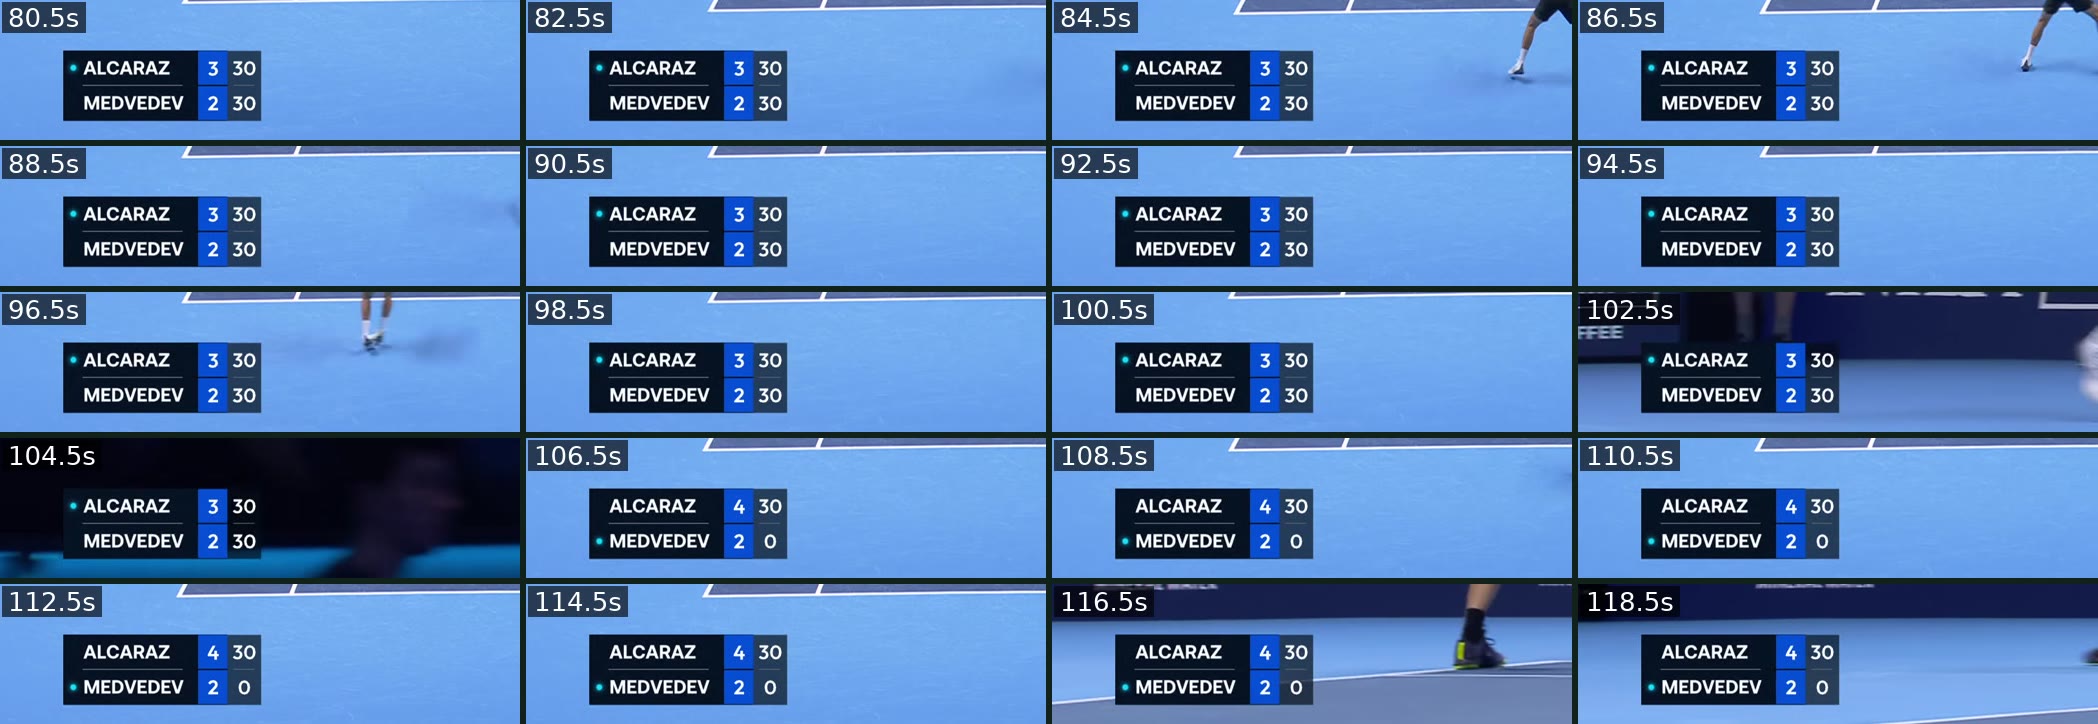 80.5s
ALCARAZ 3 30
MEDVEDEV 2 30
82.5s
ALCARAZ 3 30
MEDVEDEV 2 30
84.5s
ALCARAZ 3 30
MEDVEDEV 2 30
86.5s
ALCARAZ 3 30
MEDVEDEV 2 30
88.5s
ALCARAZ 3 30
MEDVEDEV 2 30
90.5s
ALCARAZ 3 30
MEDVEDEV 2 30
92.5s
ALCARAZ 3 30
MEDVEDEV 2 30
94.5s
ALCARAZ 3 30
MEDVEDEV 2 30
96.5s
ALCARAZ 3 30
MEDVEDEV 2 30
98.5s
ALCARAZ 3 30
MEDVEDEV 2 30
100.5s
ALCARAZ 3 30
MEDVEDEV 2 30
102.5s
FFEE
ALCARAZ 3 30
MEDVEDEV 2 30
104.5s
ALCARAZ 3 30
MEDVEDEV 2 30
106.5s
ALCARAZ 4 30
MEDVEDEV 2 0
108.5s
ALCARAZ 4 30
MEDVEDEV 2 0
110.5s
ALCARAZ 4 30
MEDVEDEV 2 0
112.5s
ALCARAZ 4 30
MEDVEDEV 2 0
114.5s
ALCARAZ 4 30
MEDVEDEV 2 0
116.5s
ALCARAZ 4 30
MEDVEDEV 2 0
118.5s
ALCARAZ 4 30
MEDVEDEV 2 0